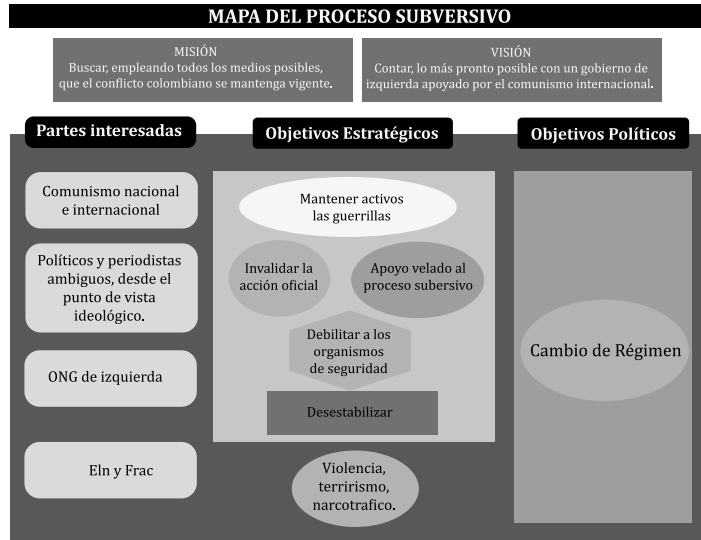 MAPA DEL PROCESO SUBVERSIVO
MISIÓN
Buscar, empleando todos los medios posibles,
que el conflicto colombiano se mantenga vigente.
VISIÓN
Contar, lo más pronto posible con un gobierno de
izquierda apoyado por el comunismo internacional.
Partes interesadas
Comunismo nacional
e internacional
Políticos y periodistas
ambiguos, desde el
punto de vista
ideológico.
ONG de izquierda
Eln y Frac
Objetivos Estratégicos
Mantener activos
las guerrillas
Invalidar la
acción oficial
Apoyo velado al
proceso subersivo
Debilitar a los
organismos
de seguridad
Desestabilizar
Violencia,
terrirismo,
narcotrafico.
Objetivos Políticos
Cambio de Régimen